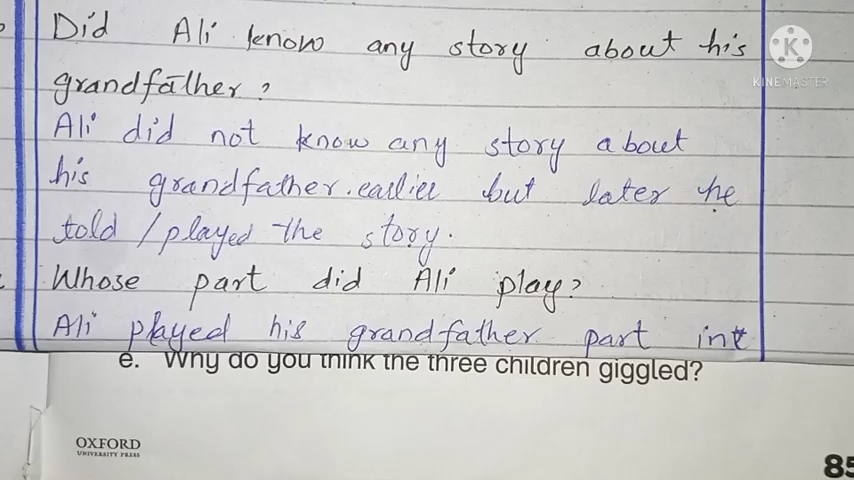 K
KINEMASTER
Did Ali know any story about his
grandfather?
Ali did not know any story about
his grandfather. earlier but later he
told / played the story.
Whose part did Ali play?
Ali played his grandfather part in
e. Why do you think the three children giggled?
OXFORD
UNIVERSITY PRESS
85